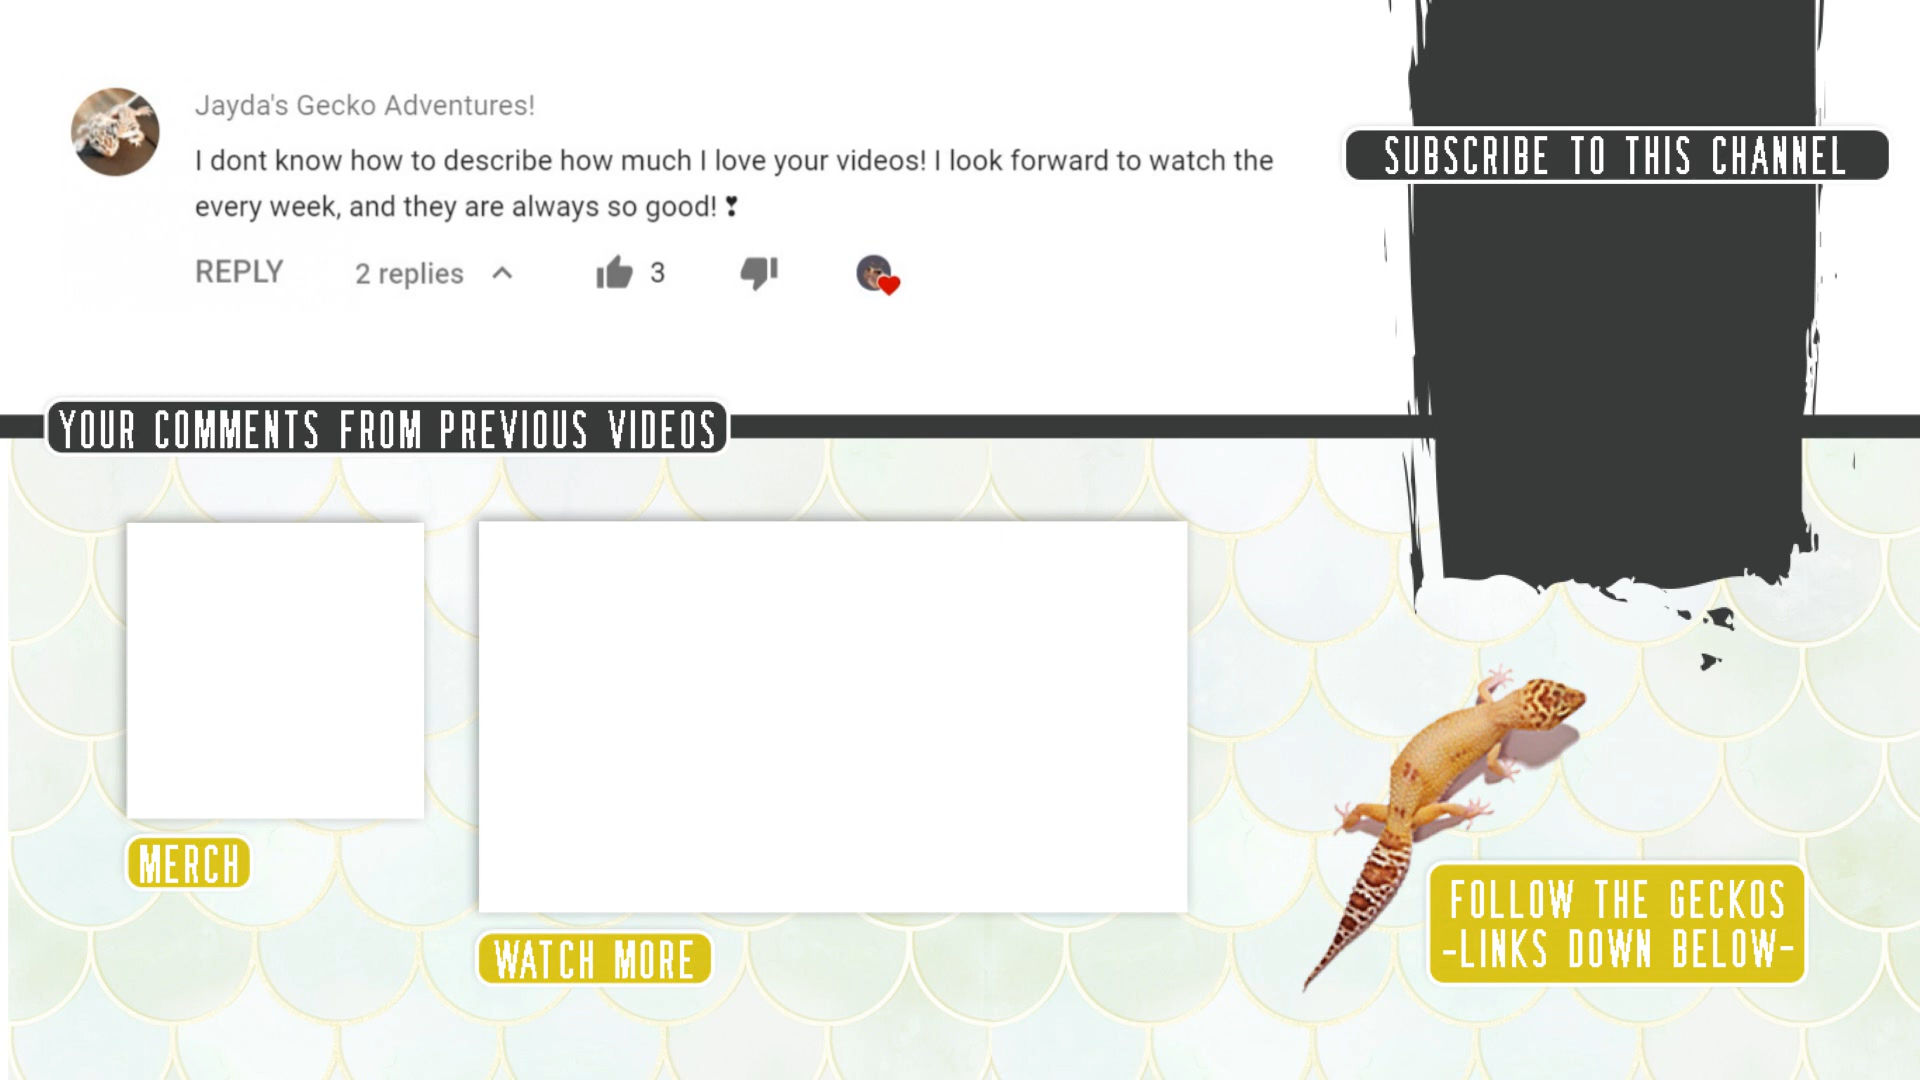 Jayda's Gecko Adventures!
I dont know how to describe how much I love your videos! I look forward to watch the
every week, and they are always so good! ❣
REPLY 2 replies 3
SUBSCRIBE TO THIS CHANNEL
YOUR COMMENTS FROM PREVIOUS VIDEOS
MERCH
WATCH MORE
FOLLOW THE GECKOS
-LINKS DOWN BELOW-